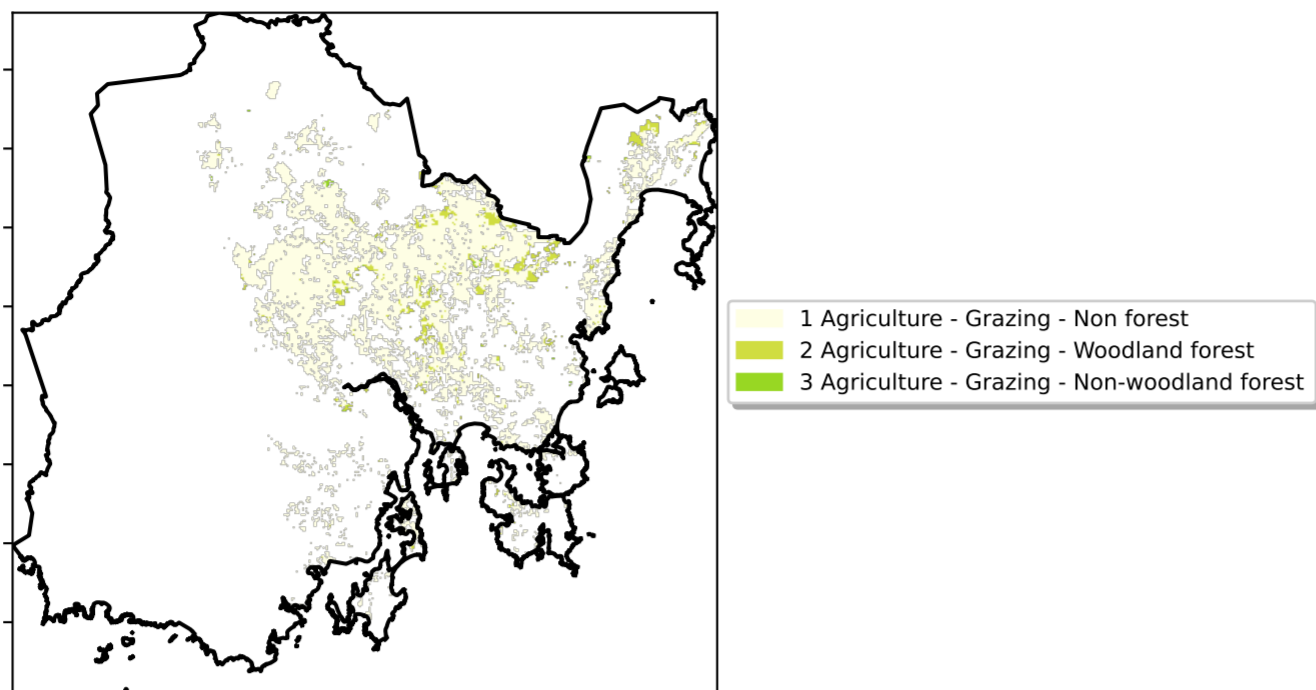 1 Agriculture - Grazing - Non forest
2 Agriculture - Grazing - Woodland forest
3 Agriculture - Grazing - Non-woodland forest